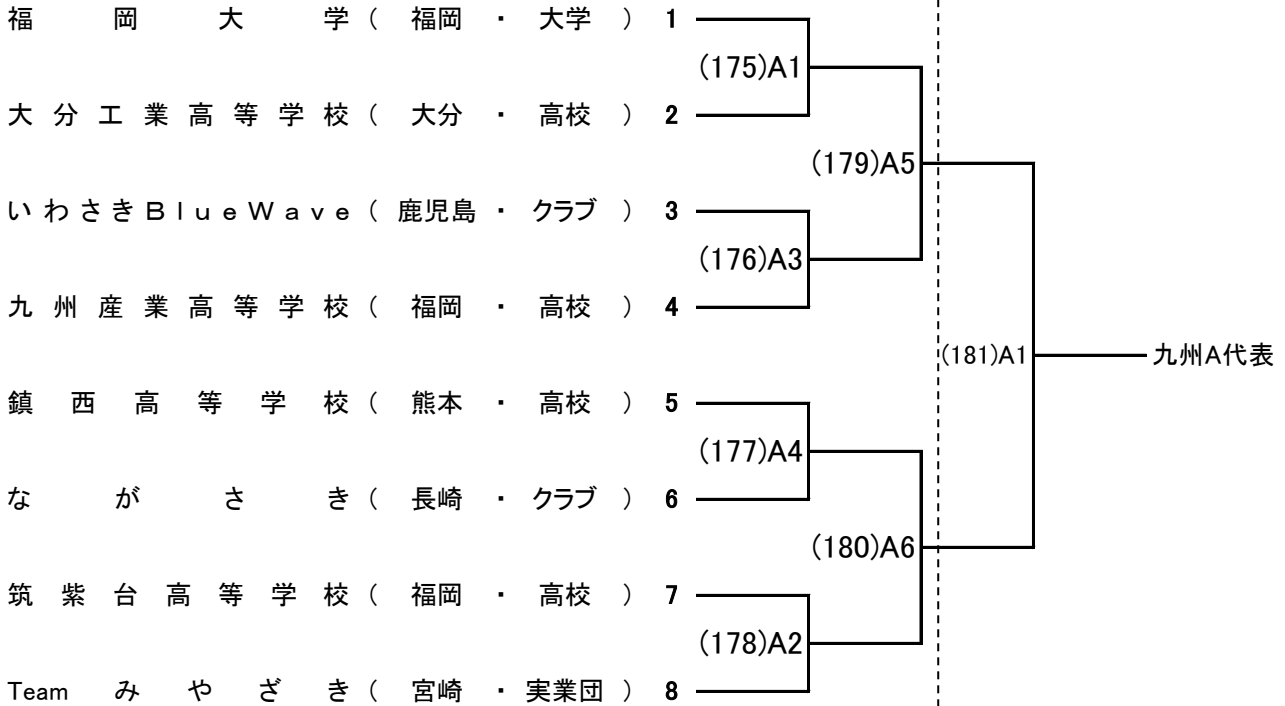 福岡大学(福岡・大学) 1
(175)A1
大分工業高等学校(大分・高校) 2
(179)A5
いわさきBlueWave(鹿児島・クラブ) 3
(176)A3
九州産業高等学校(福岡・高校) 4
(181)A1 九州A代表
鎮西高等学校(熊本・高校) 5
(177)A4
ながさき(長崎・クラブ) 6
(180)A6
筑紫台高等学校(福岡・高校) 7
(178)A2
Teamみやざき(宮崎・実業団) 8